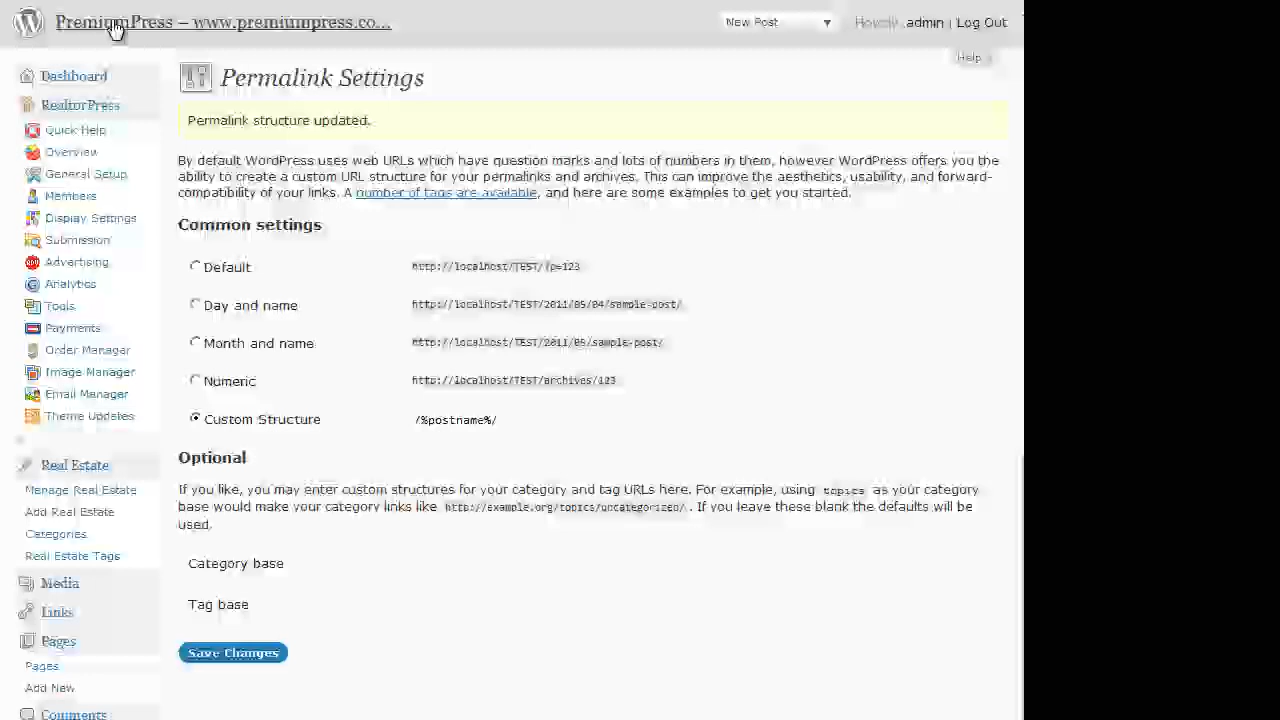 PremiumPress – www.premiumpress.co...
New Post
Howdy, admin | Log Out
Help
Dashboard
RealtorPress
Quick Help
Overview
General Setup
Members
Display Settings
Submission
Advertising
Analytics
Tools
Payments
Order Manager
Image Manager
Email Manager
Theme Updates
Real Estate
Manage Real Estate
Add Real Estate
Categories
Real Estate Tags
Media
Links
Pages
Pages
Add New
Comments
Permalink Settings
Permalink structure updated.
By default WordPress uses web URLs which have question marks and lots of numbers in them, however WordPress offers you the
ability to create a custom URL structure for your permalinks and archives. This can improve the aesthetics, usability, and forward-
compatibility of your links. A number of tags are available, and here are some examples to get you started.
Common settings
Default http://localhost/TEST/?p=123
Day and name http://localhost/TEST/2011/05/04/sample-post/
Month and name http://localhost/TEST/2011/05/sample-post/
Numeric http://localhost/TEST/archives/123
Custom Structure /%postname%/
Optional
If you like, you may enter custom structures for your category and tag URLs here. For example, using topics as your category
base would make your category links like http://example.org/topics/uncategorized/. If you leave these blank the defaults will be
used.
Category base
Tag base
Save Changes